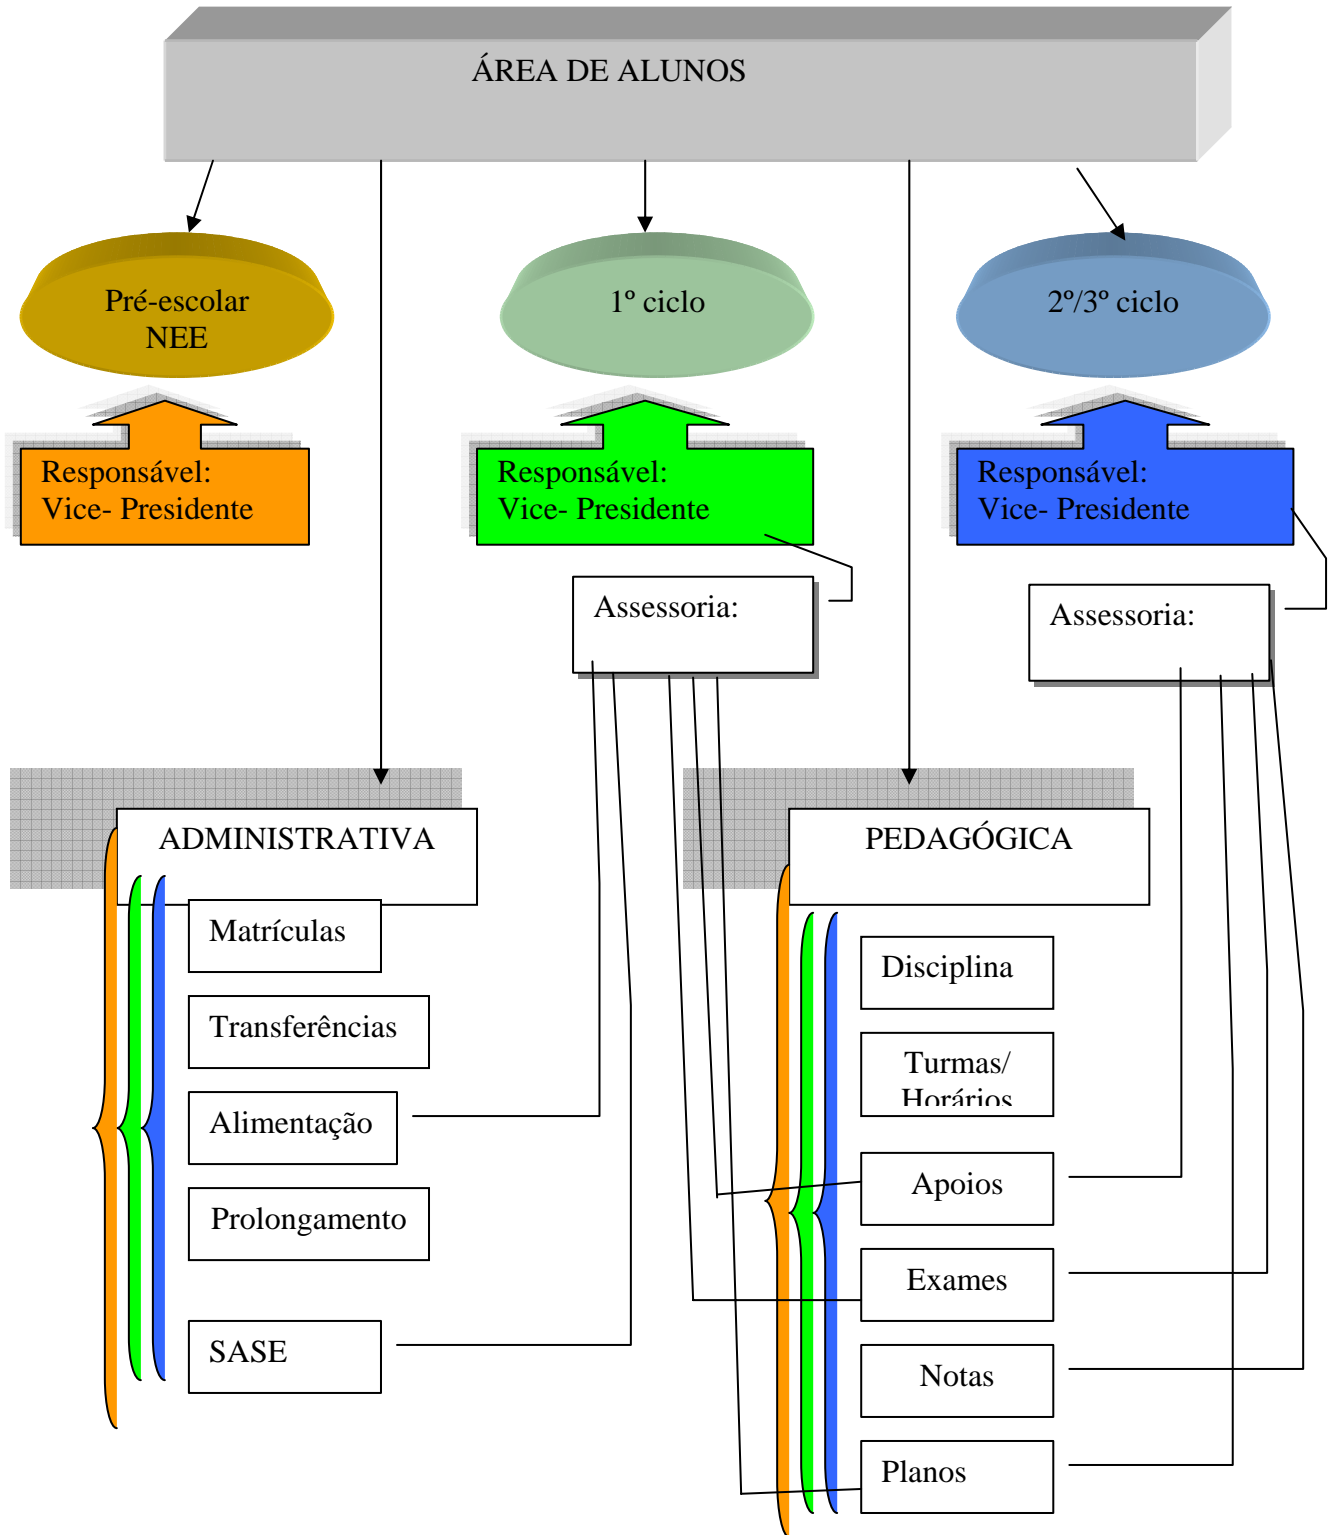 ÁREA DE ALUNOS
Pré-escolar
NEE
1º ciclo
2º/3º ciclo
Responsável:
Vice- Presidente
Responsável:
Vice- Presidente
Responsável:
Vice- Presidente
Assessoria:
Assessoria:
ADMINISTRATIVA
PEDAGÓGICA
Matrículas
Transferências
Alimentação
Prolongamento
SASE
Disciplina
Turmas/
Horários
Apoios
Exames
Notas
Planos